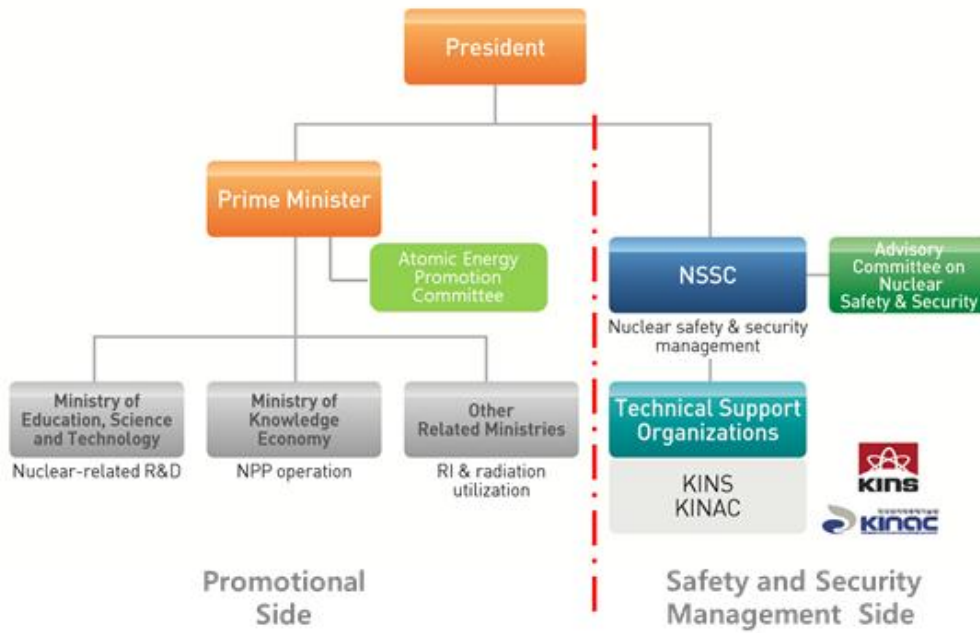 President
Prime Minister
Atomic Energy
Promotion
Committee
NSSC
Advisory
Committee on
Nuclear
Safety & Security
Nuclear safety & security
management
Ministry of
Education, Science
and Technology
Ministry of
Knowledge
Economy
Other
Related Ministries
Technical Support
Organizations
Nuclear-related R&D
NPP operation
RI & radiation
utilization
KINS
KINAC
KINS
KINAC
Promotional
Side
Safety and Security
Management Side